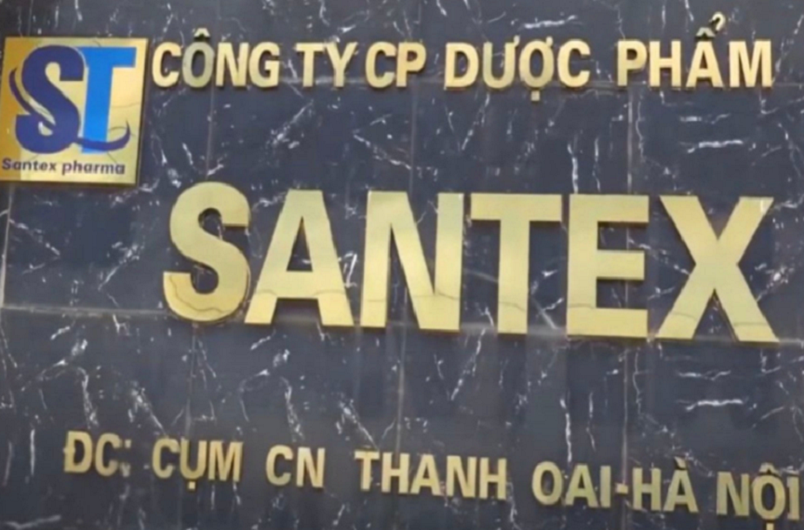 CÔNG TY CP DƯỢC PHẨM
ST
Santex pharma
SANTEX
ĐC: CỤM CN THANH OAI-HÀ NỘI